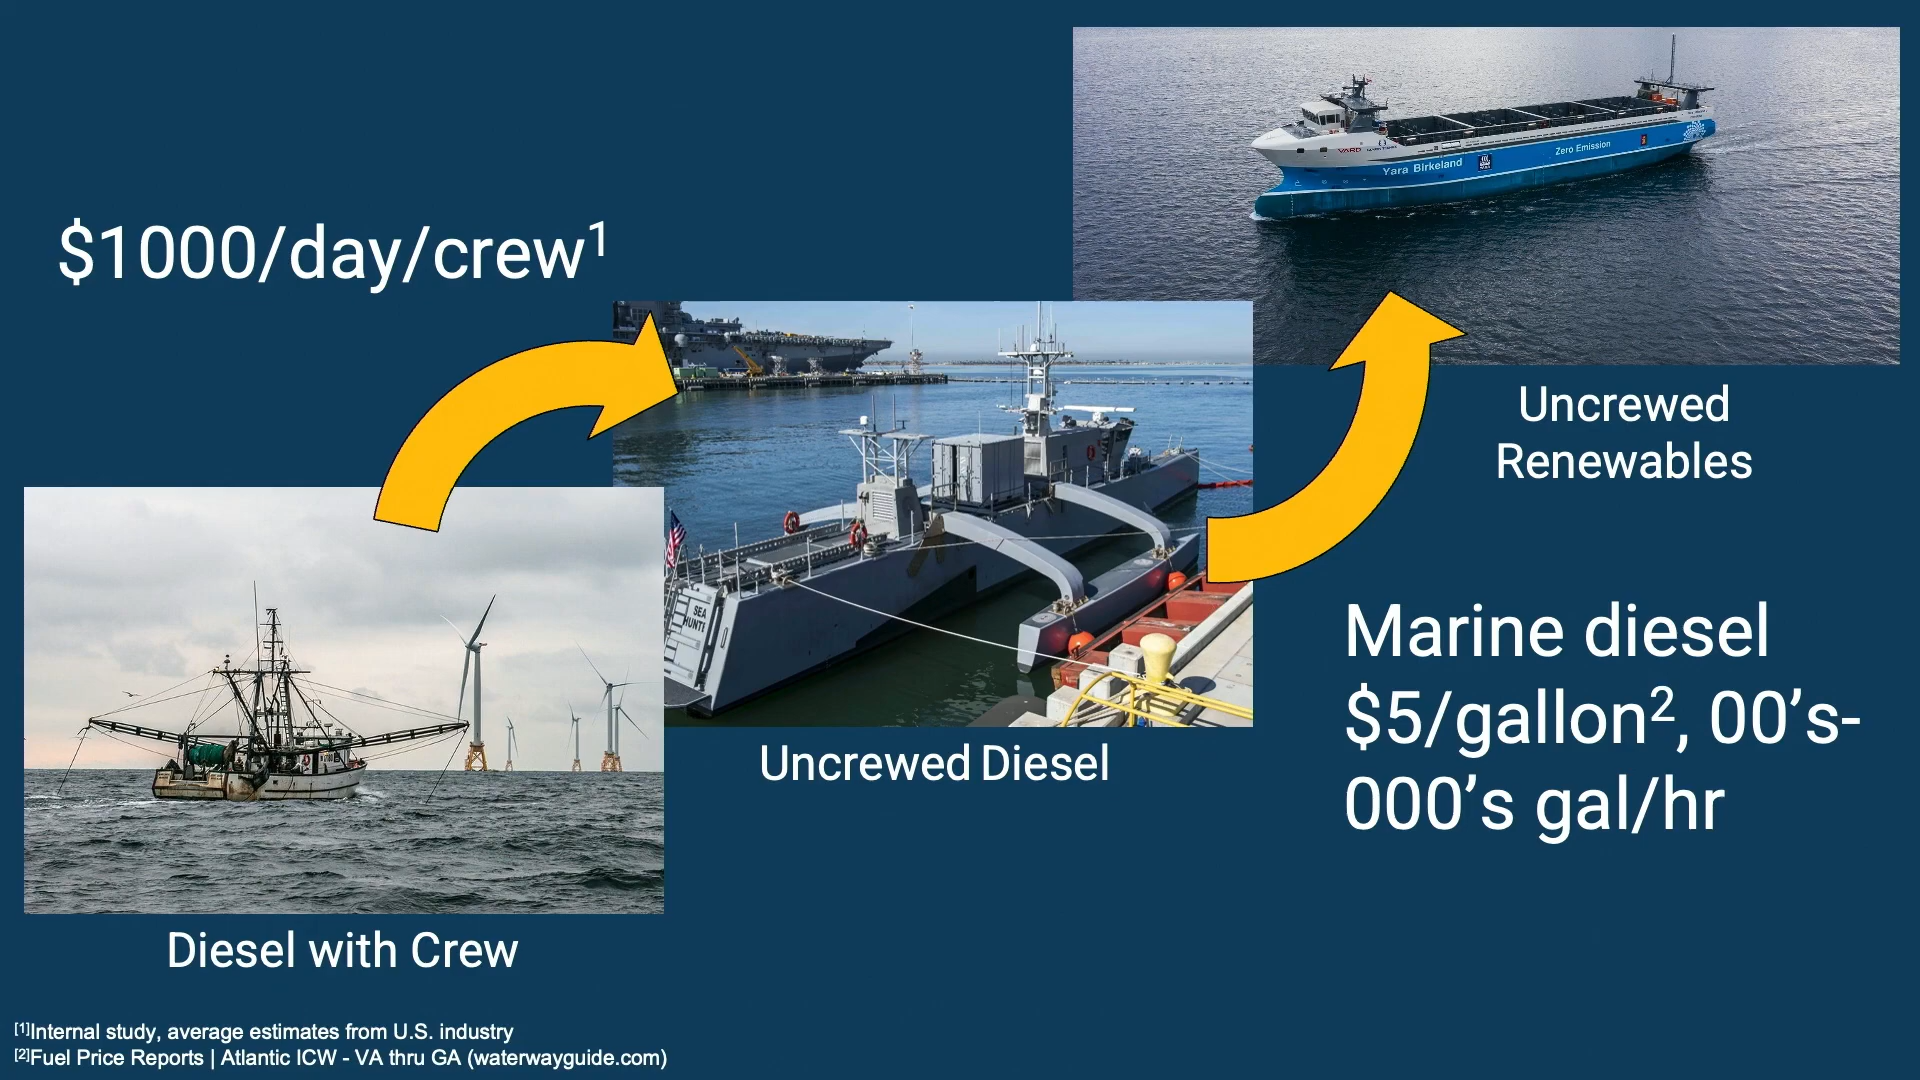 $1000/day/crew1
Yara Birkeland
Zero Emission
VARD
Uncrewed
Renewables
SEA
HUNTE
Marine diesel
$5/gallon2, 00’s-
000’s gal/hr
Uncrewed Diesel
Diesel with Crew
[1]Internal study, average estimates from U.S. industry
[2]Fuel Price Reports | Atlantic ICW - VA thru GA (waterwayguide.com)